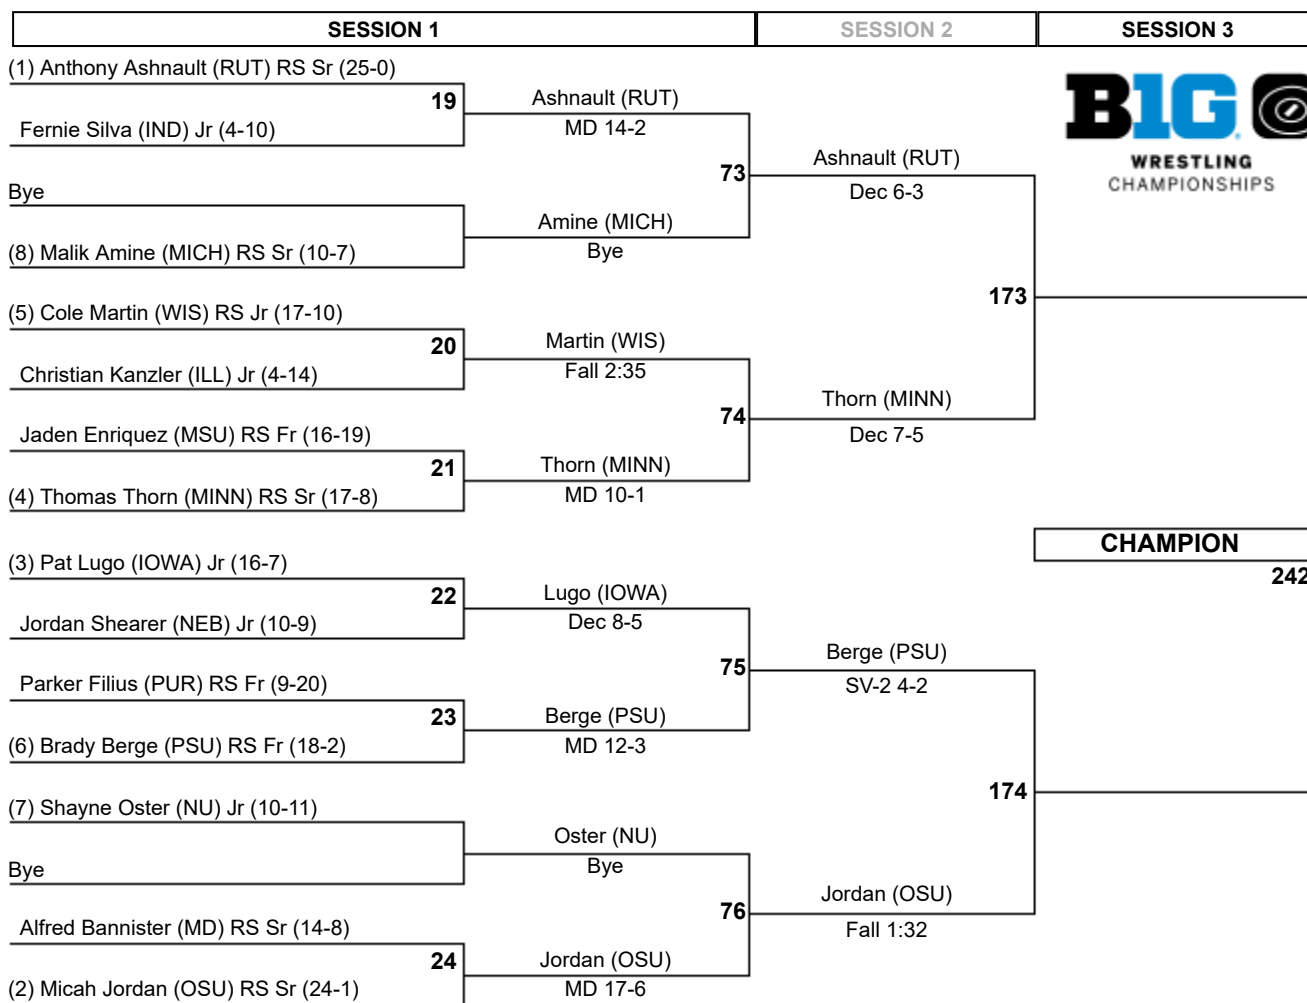 SESSION 1
SESSION 2
SESSION 3
(1) Anthony Ashnault (RUT) RS Sr (25-0)
19
Fernie Silva (IND) Jr (4-10)
Ashnault (RUT)
MD 14-2
Bye
(8) Malik Amine (MICH) RS Sr (10-7)
Amine (MICH)
Bye
73
Ashnault (RUT)
Dec 6-3
B1G
WRESTLING
CHAMPIONSHIPS
(5) Cole Martin (WIS) RS Jr (17-10)
20
Christian Kanzler (ILL) Jr (4-14)
Martin (WIS)
Fall 2:35
Jaden Enriquez (MSU) RS Fr (16-19)
21
(4) Thomas Thorn (MINN) RS Sr (17-8)
Thorn (MINN)
MD 10-1
74
Thorn (MINN)
Dec 7-5
173
CHAMPION
242
(3) Pat Lugo (IOWA) Jr (16-7)
22
Jordan Shearer (NEB) Jr (10-9)
Lugo (IOWA)
Dec 8-5
Parker Filius (PUR) RS Fr (9-20)
23
(6) Brady Berge (PSU) RS Fr (18-2)
Berge (PSU)
MD 12-3
75
Berge (PSU)
SV-2 4-2
(7) Shayne Oster (NU) Jr (10-11)
Bye
Oster (NU)
Bye
Alfred Bannister (MD) RS Sr (14-8)
24
(2) Micah Jordan (OSU) RS Sr (24-1)
Jordan (OSU)
MD 17-6
76
Jordan (OSU)
Fall 1:32
174